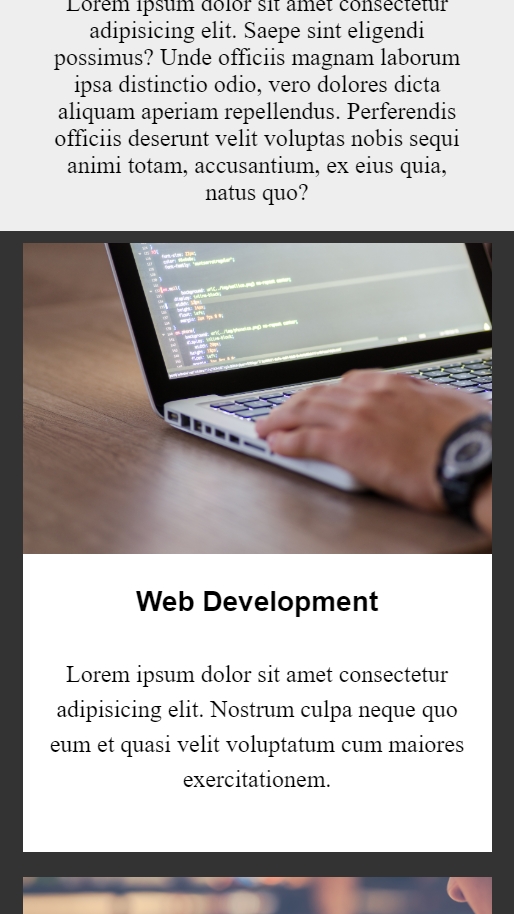 Lorem ipsum dolor sit amet consectetur
adipisicing elit. Saepe sint eligendi
possimus? Unde officiis magnam laborum
ipsa distinctio odio, vero dolores dicta
aliquam aperiam repellendus. Perferendis
officiis deserunt velit voluptas nobis sequi
animi totam, accusantium, ex eius quia,
natus quo?
Web Development
Lorem ipsum dolor sit amet consectetur
adipisicing elit. Nostrum culpa neque quo
eum et quasi velit voluptatum cum maiores
exercitationem.